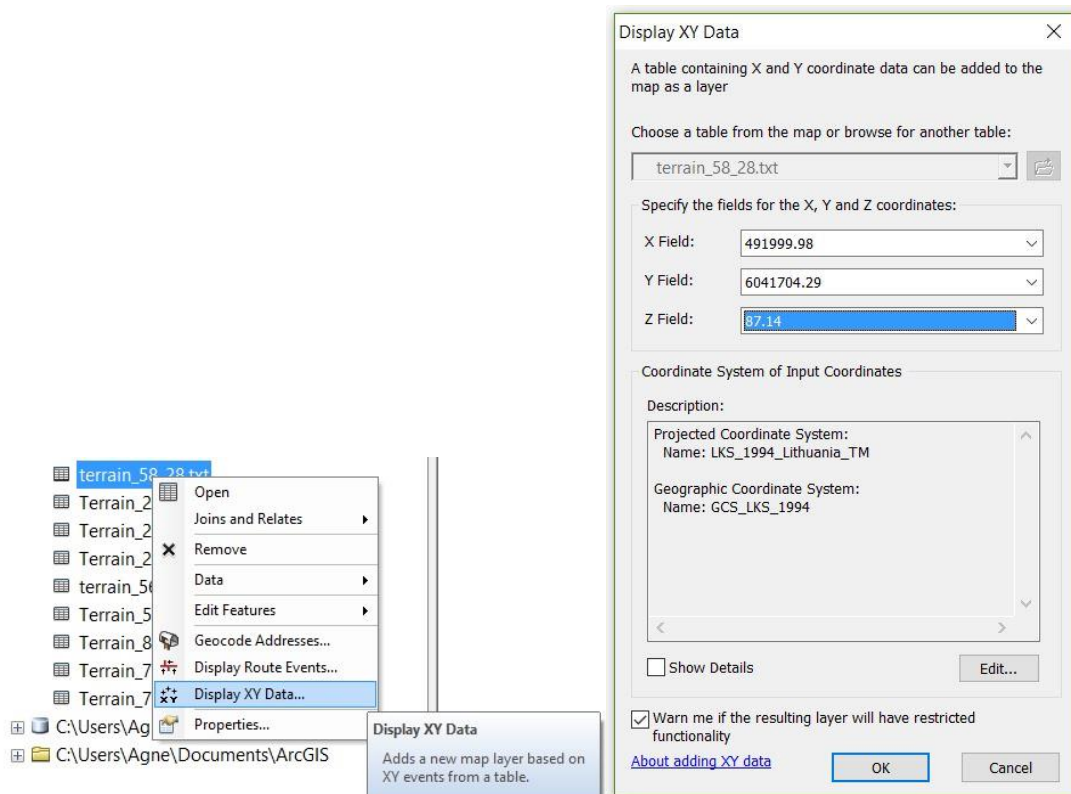 terrain_58_28.txt
Terrain_2
Terrain_2
Terrain_2
terrain_56
Terrain_5
Terrain_8
Terrain_7
Terrain_7
C:\Users\Ag
C:\Users\Agne\Documents\ArcGIS
Open
Joins and Relates
Remove
Data
Edit Features
Geocode Addresses...
Display Route Events...
Display XY Data...
Properties...
Display XY Data
Adds a new map layer based on
XY events from a table.
Display XY Data
A table containing X and Y coordinate data can be added to the
map as a layer
Choose a table from the map or browse for another table:
terrain_58_28.txt
Specify the fields for the X, Y and Z coordinates:
X Field:
491999.98
Y Field:
6041704.29
Z Field:
87.14
Coordinate System of Input Coordinates
Description:
Projected Coordinate System:
Name: LKS_1994_Lithuania_TM
Geographic Coordinate System:
Name: GCS_LKS_1994
Show Details
Edit...
Warn me if the resulting layer will have restricted
functionality
About adding XY data
OK
Cancel